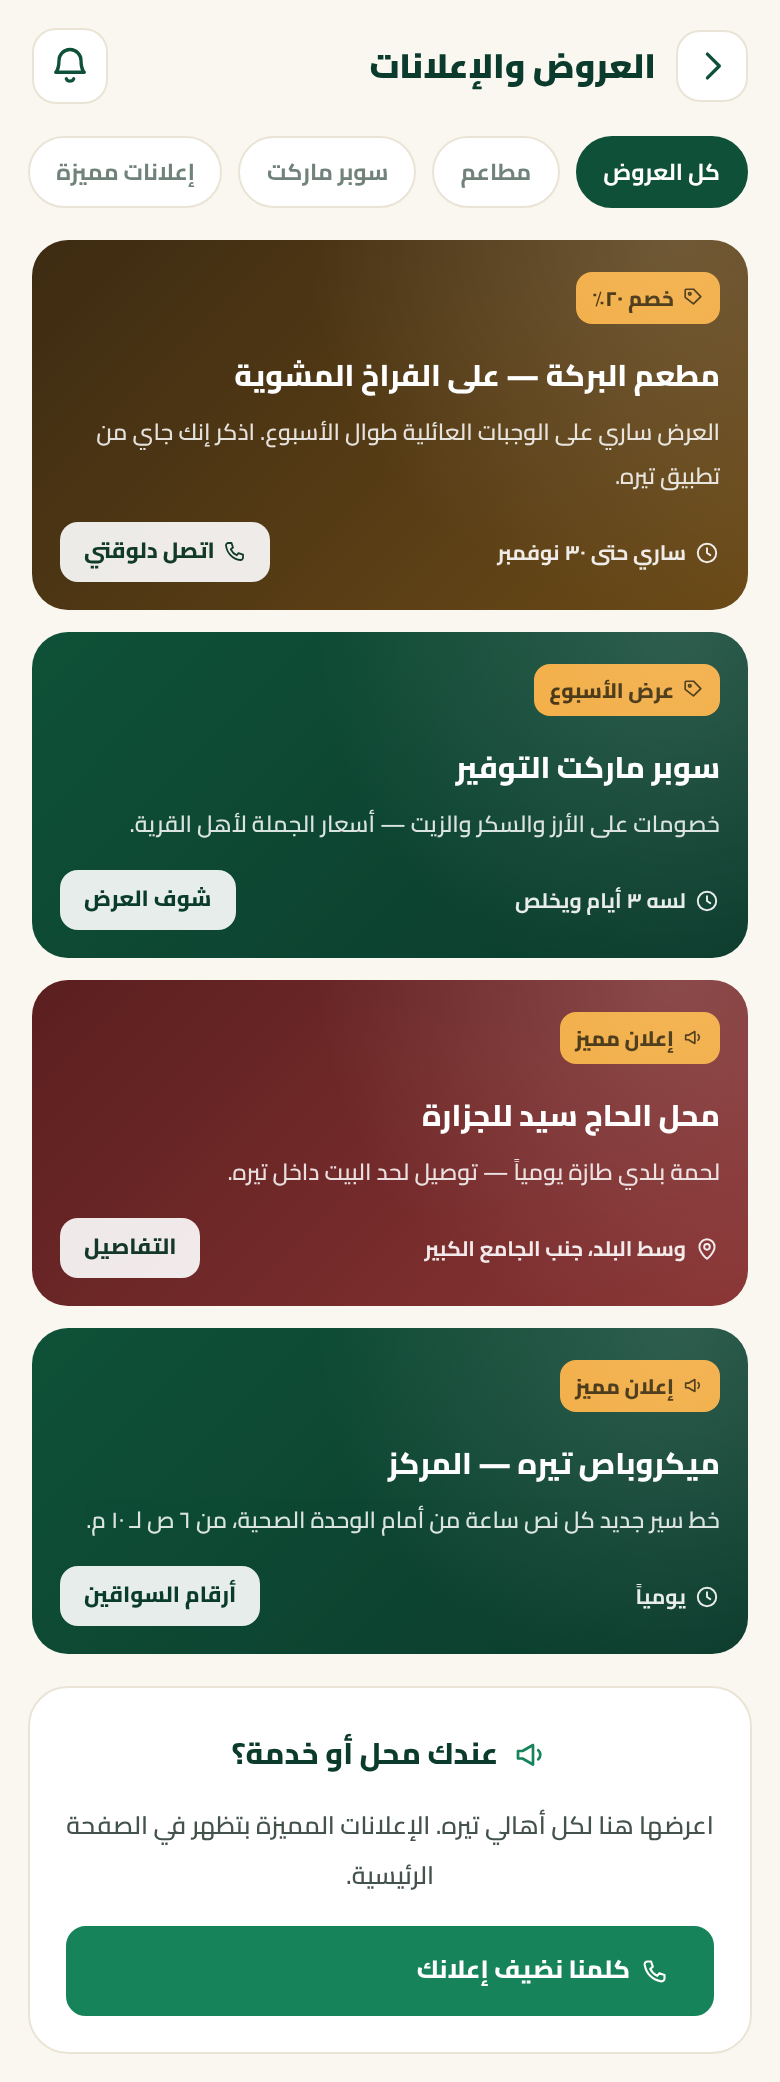 العروض والإعلانات
كل العروض
مطاعم
سوبر ماركت
إعلانات مميزة
خصم ٢٠٪
مطعم البركة — على الفراخ المشوية
العرض ساري على الوجبات العائلية طوال الأسبوع. اذكر إنك جاي من
تطبيق تيره.
ساري حتى ٣٠ نوفمبر
اتصل دلوقتي
عرض الأسبوع
سوبر ماركت التوفير
خصومات على الأرز والسكر والزيت — أسعار الجملة لأهل القرية.
لسه ٣ أيام ويخلص
شوف العرض
إعلان مميز
محل الحاج سيد للجزارة
لحمة بلدي طازة يومياً — توصيل لحد البيت داخل تيره.
وسط البلد، جنب الجامع الكبير
التفاصيل
إعلان مميز
ميكروباص تيره — المركز
خط سير جديد كل نص ساعة من أمام الوحدة الصحية، من ٦ ص لـ ١٠ م.
يومياً
أرقام السواقين
عندك محل أو خدمة؟
اعرضها هنا لكل أهالي تيره. الإعلانات المميزة بتظهر في الصفحة
الرئيسية.
كلمنا نضيف إعلانك